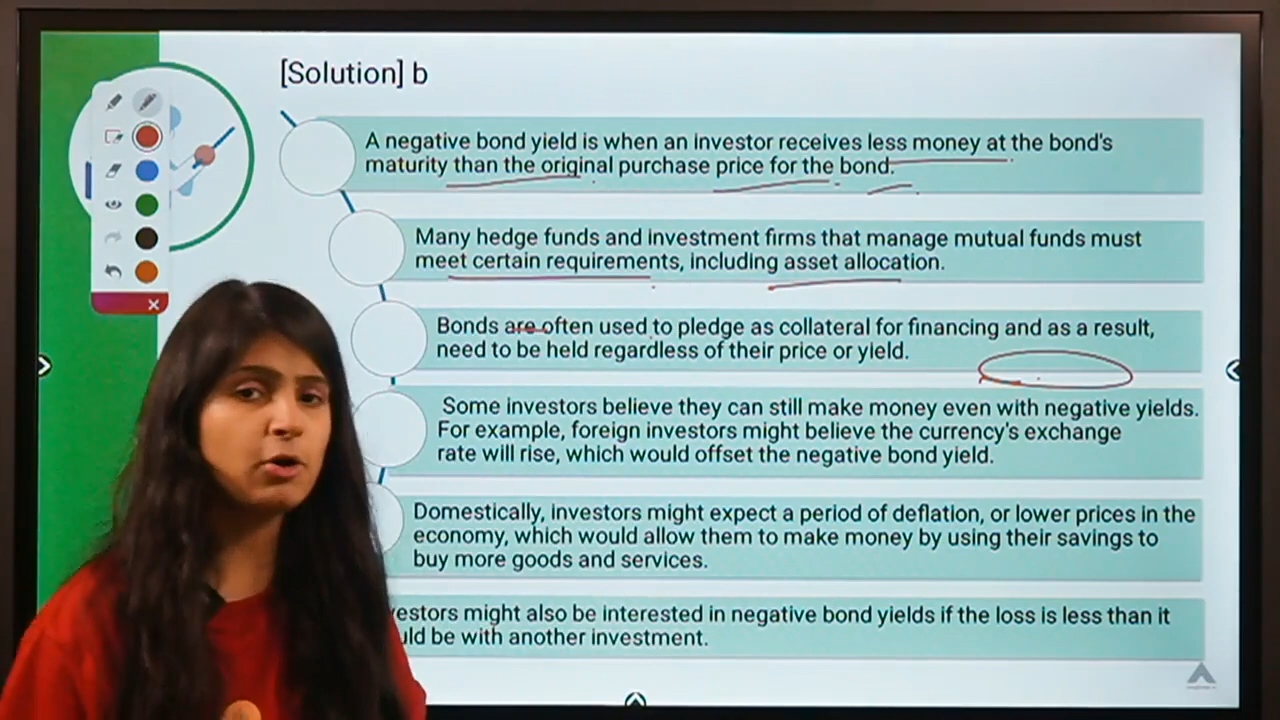 [Solution] b
A negative bond yield is when an investor receives less money at the bond's
maturity than the original purchase price for the bond.
Many hedge funds and investment firms that manage mutual funds must
meet certain requirements, including asset allocation.
Bonds are often used to pledge as collateral for financing and as a result,
need to be held regardless of their price or yield.
Some investors believe they can still make money even with negative yields.
For example, foreign investors might believe the currency's exchange
rate will rise, which would offset the negative bond yield.
Domestically, investors might expect a period of deflation, or lower prices in the
economy, which would allow them to make money by using their savings to
buy more goods and services.
vestors might also be interested in negative bond yields if the loss is less than it
uld be with another investment.